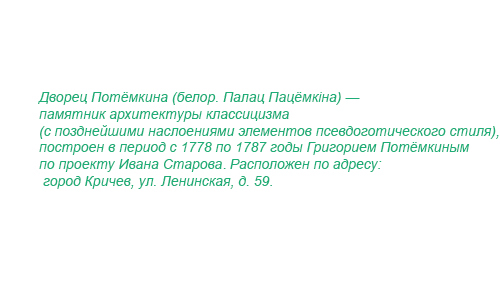 Дворец Потёмкина (белор. Палац Пацёмкіна) —
памятник архитектуры классицизма
(с позднейшими наслоениями элементов псевдоготического стиля),
построен в период с 1778 по 1787 годы Григорием Потёмкиным
по проекту Ивана Старова. Расположен по адресу:
город Кричев, ул. Ленинская, д. 59.